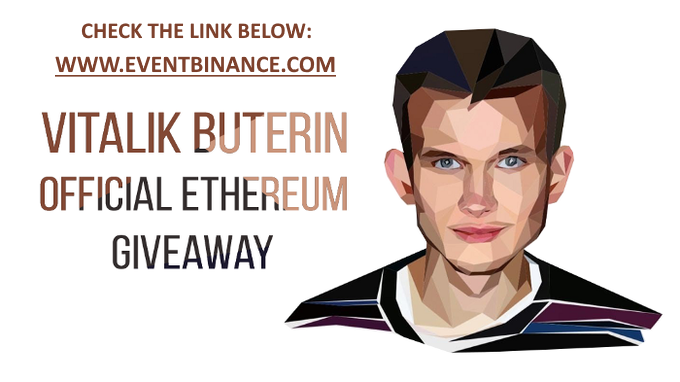 CHECK THE LINK BELOW:
WWW.EVENTBINANCE.COM
VITALIK BUTERIN
OFFICIAL ETHEREUM
GIVEAWAY